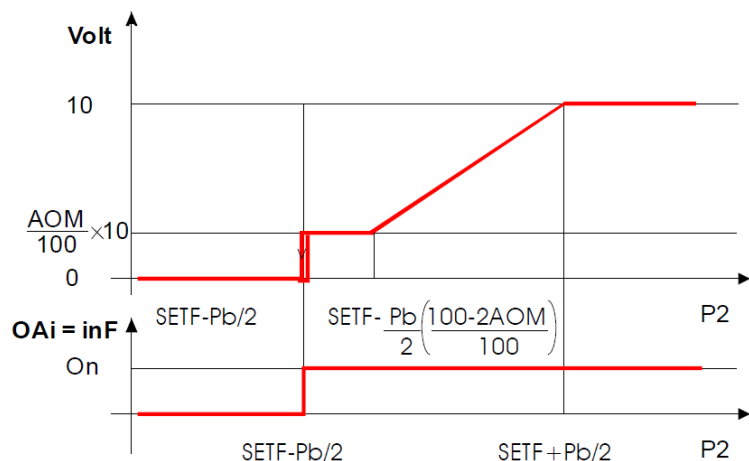 Volt
10
AOM/100 ×10
0
SETF-Pb/2 SETF-Pb/2(100-2AOM/100) P2
OAi = inF
On
SETF-Pb/2 SETF+Pb/2 P2